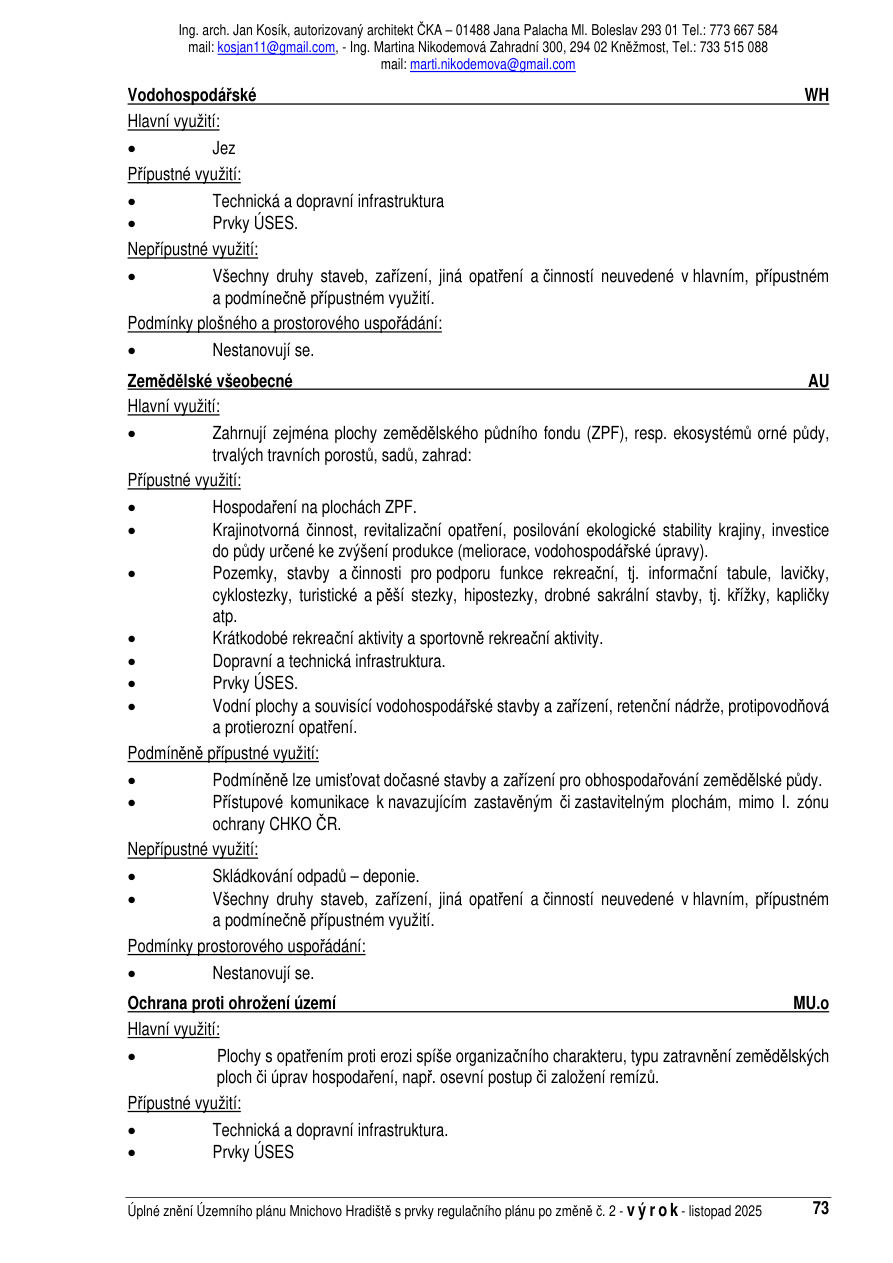 Ing. arch. Jan Kosík, autorizovaný architekt ČKA – 01488 Jana Palacha Ml. Boleslav 293 01 Tel.: 773 667 584
mail: kosjan11@gmail.com, - Ing. Martina Nikodemová Zahradní 300, 294 02 Kněžmost, Tel.: 733 515 088
mail: marti.nikodemova@gmail.com
Vodohospodářské WH
Hlavní využití:
• Jez
Přípustné využití:
• Technická a dopravní infrastruktura
• Prvky ÚSES.
Nepřípustné využití:
• Všechny druhy staveb, zařízení, jiná opatření a činností neuvedené v hlavním, přípustném
a podmínečně přípustném využití.
Podmínky plošného a prostorového uspořádání:
• Nestanovují se.
Zemědělské všeobecné AU
Hlavní využití:
• Zahrnují zejména plochy zemědělského půdního fondu (ZPF), resp. ekosystémů orné půdy,
trvalých travních porostů, sadů, zahrad:
Přípustné využití:
• Hospodaření na plochách ZPF.
• Krajinotvorná činnost, revitalizační opatření, posilování ekologické stability krajiny, investice
do půdy určené ke zvýšení produkce (meliorace, vodohospodářské úpravy).
• Pozemky, stavby a činnosti pro podporu funkce rekreační, tj. informační tabule, lavičky,
cyklostezky, turistické a pěší stezky, hipostezky, drobné sakrální stavby, tj. křížky, kapličky
atp.
• Krátkodobé rekreační aktivity a sportovně rekreační aktivity.
• Dopravní a technická infrastruktura.
• Prvky ÚSES.
• Vodní plochy a souvisící vodohospodářské stavby a zařízení, retenční nádrže, protipovodňová
a protierozní opatření.
Podmíněně přípustné využití:
• Podmíněně lze umisťovat dočasné stavby a zařízení pro obhospodařování zemědělské půdy.
• Přístupové komunikace k navazujícím zastavěným či zastavitelným plochám, mimo I. zónu
ochrany CHKO ČR.
Nepřípustné využití:
• Skládkování odpadů – deponie.
• Všechny druhy staveb, zařízení, jiná opatření a činností neuvedené v hlavním, přípustném
a podmínečně přípustném využití.
Podmínky prostorového uspořádání:
• Nestanovují se.
Ochrana proti ohrožení území MU.o
Hlavní využití:
• Plochy s opatřením proti erozi spíše organizačního charakteru, typu zatravnění zemědělských
ploch či úprav hospodaření, např. osevní postup či založení remízů.
Přípustné využití:
• Technická a dopravní infrastruktura.
• Prvky ÚSES
Úplné znění Územního plánu Mnichovo Hradiště s prvky regulačního plánu po změně č. 2 - v ý r o k - listopad 2025 73